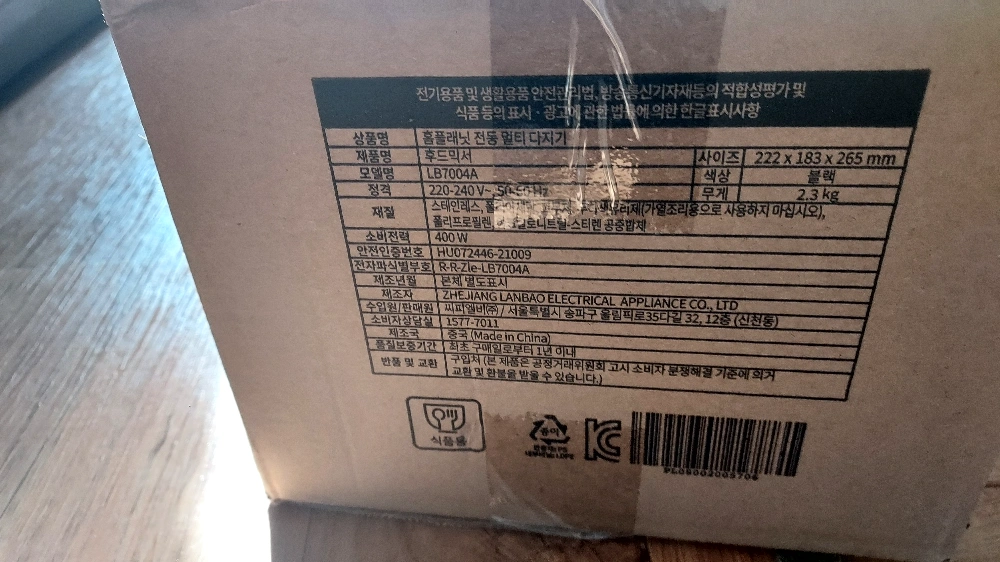 전기용품 및 생활용품 안전관리법, 방송통신기자재등의 적합성평가 및
식품 등의 표시 · 광고에 관한 법률에 의한 한글표시사항
상품명 홈플래닛 전동 멀티 다지기
제품명 후드믹서 사이즈 222 x 183 x 265 mm
모델명 LB7004A 색상 블랙
정격 220-240 V~, 50-60 Hz 무게 2.3 kg
재질 스테인레스, 유리제(가열조리용으로 사용하지 마십시오),
폴리프로필렌, 공중합체
소비전력 400 W
안전인증번호 HU072446-21009
전자파식별부호 R-R-Zle-LB7004A
제조년월 본체 별도표시
제조자 ZHEJIANG LANBAO ELECTRICAL APPLIANCE CO., LTD
수입원/판매원 씨피엘비(주) / 서울특별시 송파구 올림픽로35다길 32, 12층 (신천동)
소비자상담실 1577-7011
제조국 중국 (Made in China)
품질보증기간 최초 구매일로부터 1년 이내
반품 및 교환 구입처 (본 제품은 공정거래위원회 고시 소비자 분쟁해결 기준에 의거
교환 및 환불을 받을 수 있습니다.)
식품용
종이